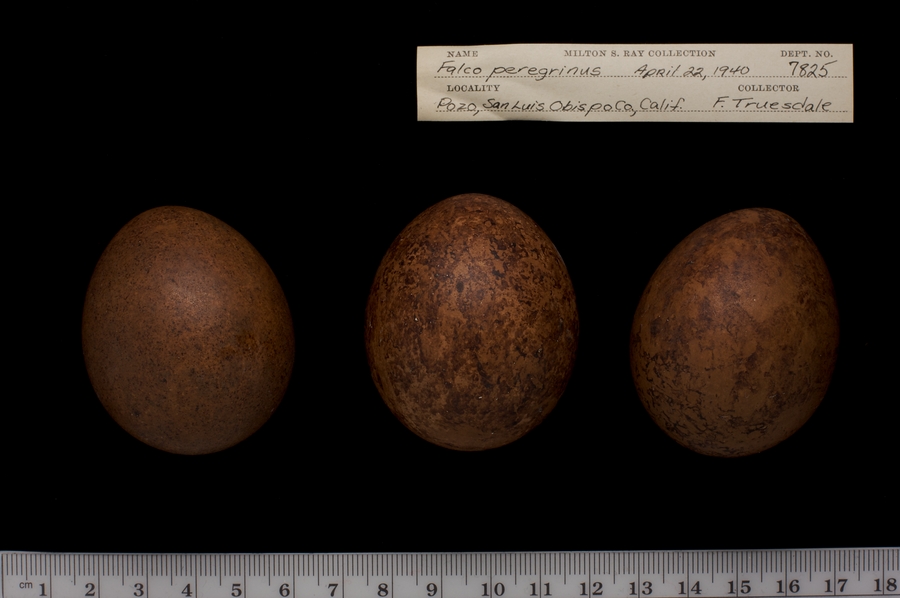 NAME MILTON S. RAY COLLECTION DEPT. NO.
Falco peregrinus April 22, 1940 7825
LOCALITY COLLECTOR
Pozo, San Luis Obispo Co, Calif. F. Truesdale
cm 1 2 3 4 5 6 7 8 9 10 11 12 13 14 15 16 17 18